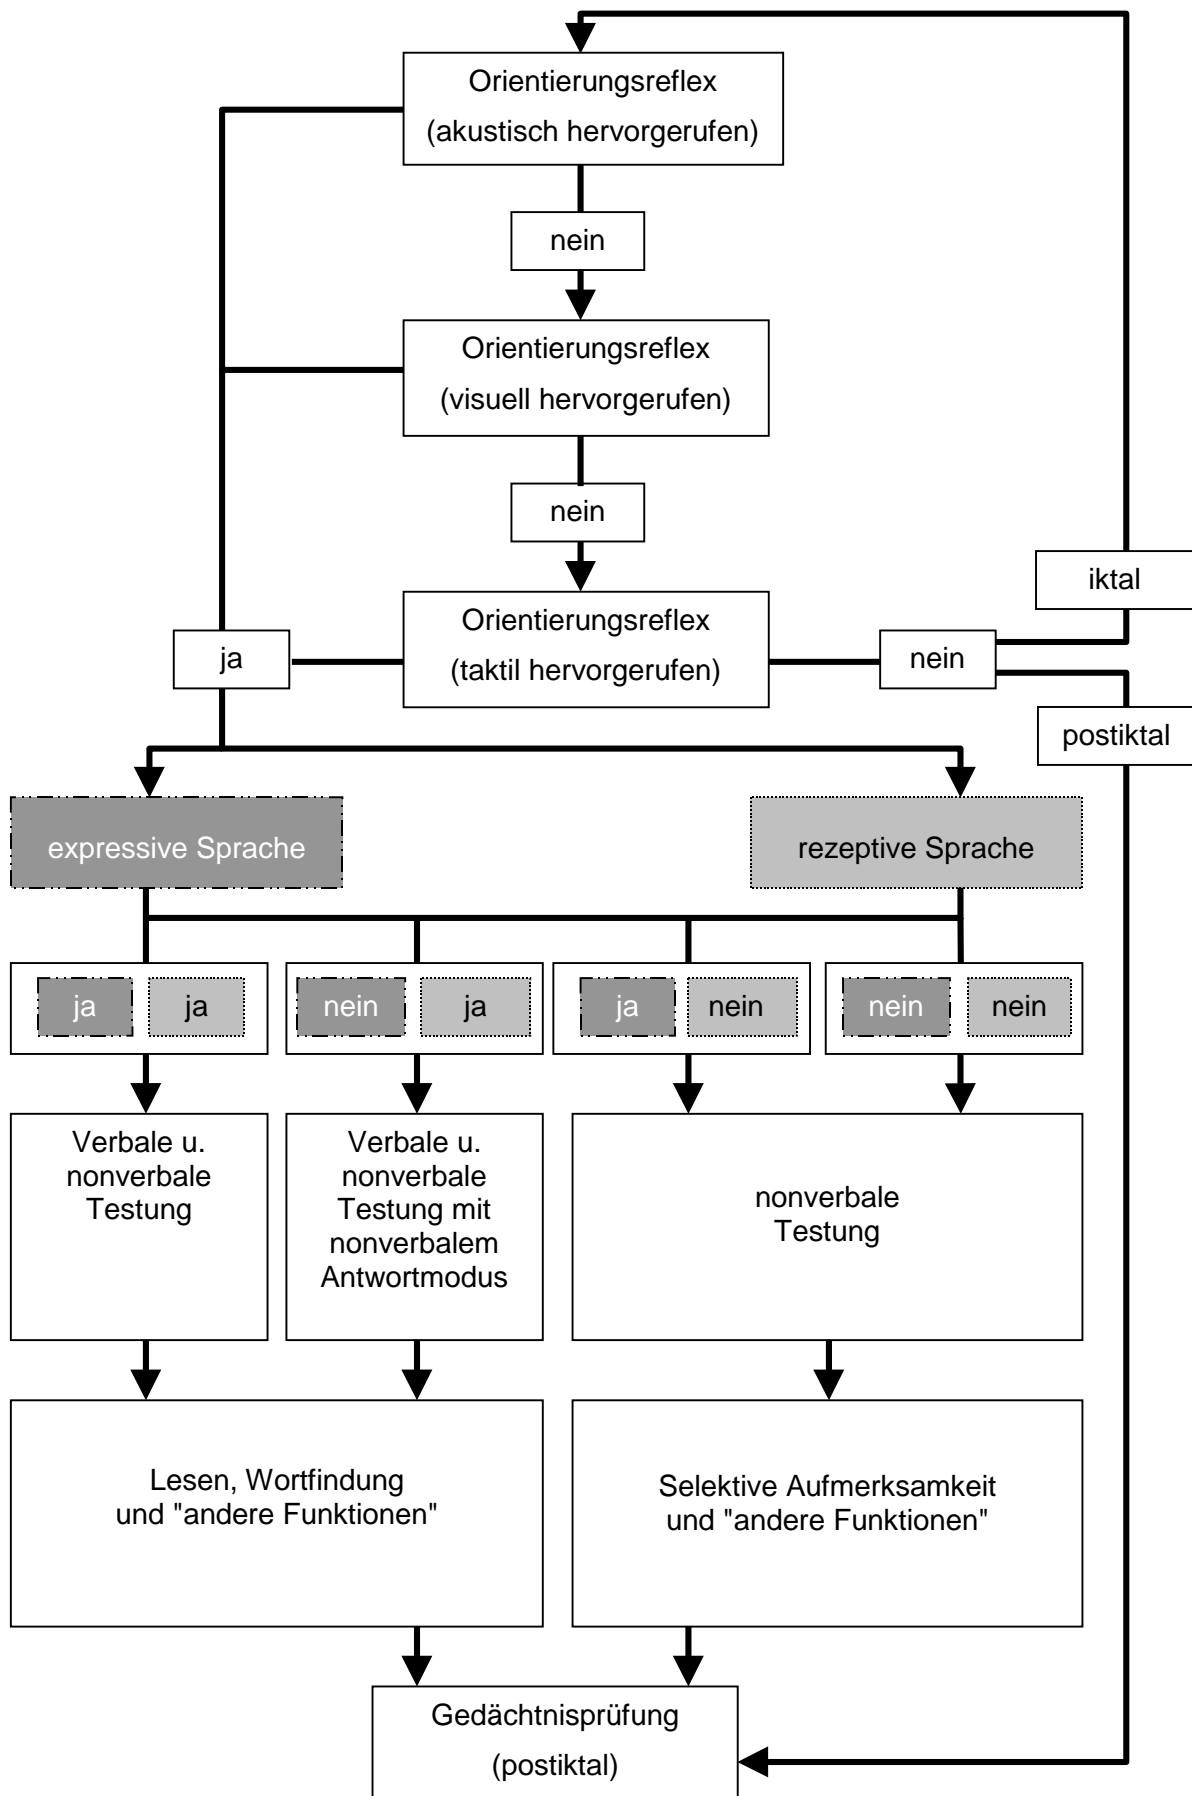 Orientierungsreflex
(akustisch hervorgerufen)
nein
Orientierungsreflex
(visuell hervorgerufen)
nein
iktal
Orientierungsreflex
(taktil hervorgerufen)
ja
nein
postiktal
expressive Sprache
rezeptive Sprache
ja ja
nein ja
ja nein
nein nein
Verbale u.
nonverbale
Testung
Verbale u.
nonverbale
Testung mit
nonverbalem
Antwortmodus
nonverbale
Testung
Lesen, Wortfindung
und "andere Funktionen"
Selektive Aufmerksamkeit
und "andere Funktionen"
Gedächtnisprüfung
(postiktal)